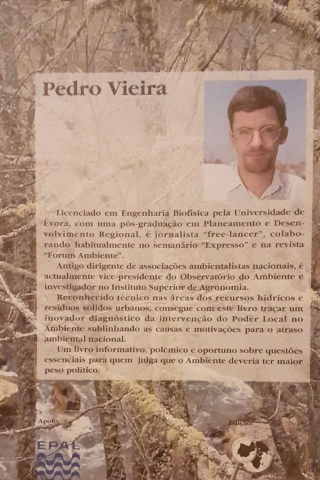 Pedro Vieira
Licenciado em Engenharia Biofísica pela Universidade de
Évora, com uma pós-graduação em Planeamento e Desen-
volvimento Regional, é jornalista "free-lancer", colabo-
rando habitualmente no semanário "Expresso" e na revista
"Forum Ambiente".
Antigo dirigente de associações ambientalistas nacionais, é
actualmente vice-presidente do Observatório do Ambiente e
investigador no Instituto Superior de Agronomia.
Reconhecido técnico nas áreas dos recursos hídricos e
residuos sólidos urbanos, consegue com este livro traçar um
inovador diagnóstico da intervenção do Poder Local no
Ambiente sublinhando as causas e motivações para o atraso
ambiental nacional.
Um livro informativo, polémico e oportuno sobre questões
essenciais para quem julga que o Ambiente deveria ter maior
peso político.
Apoio:
Edição:
EPAL